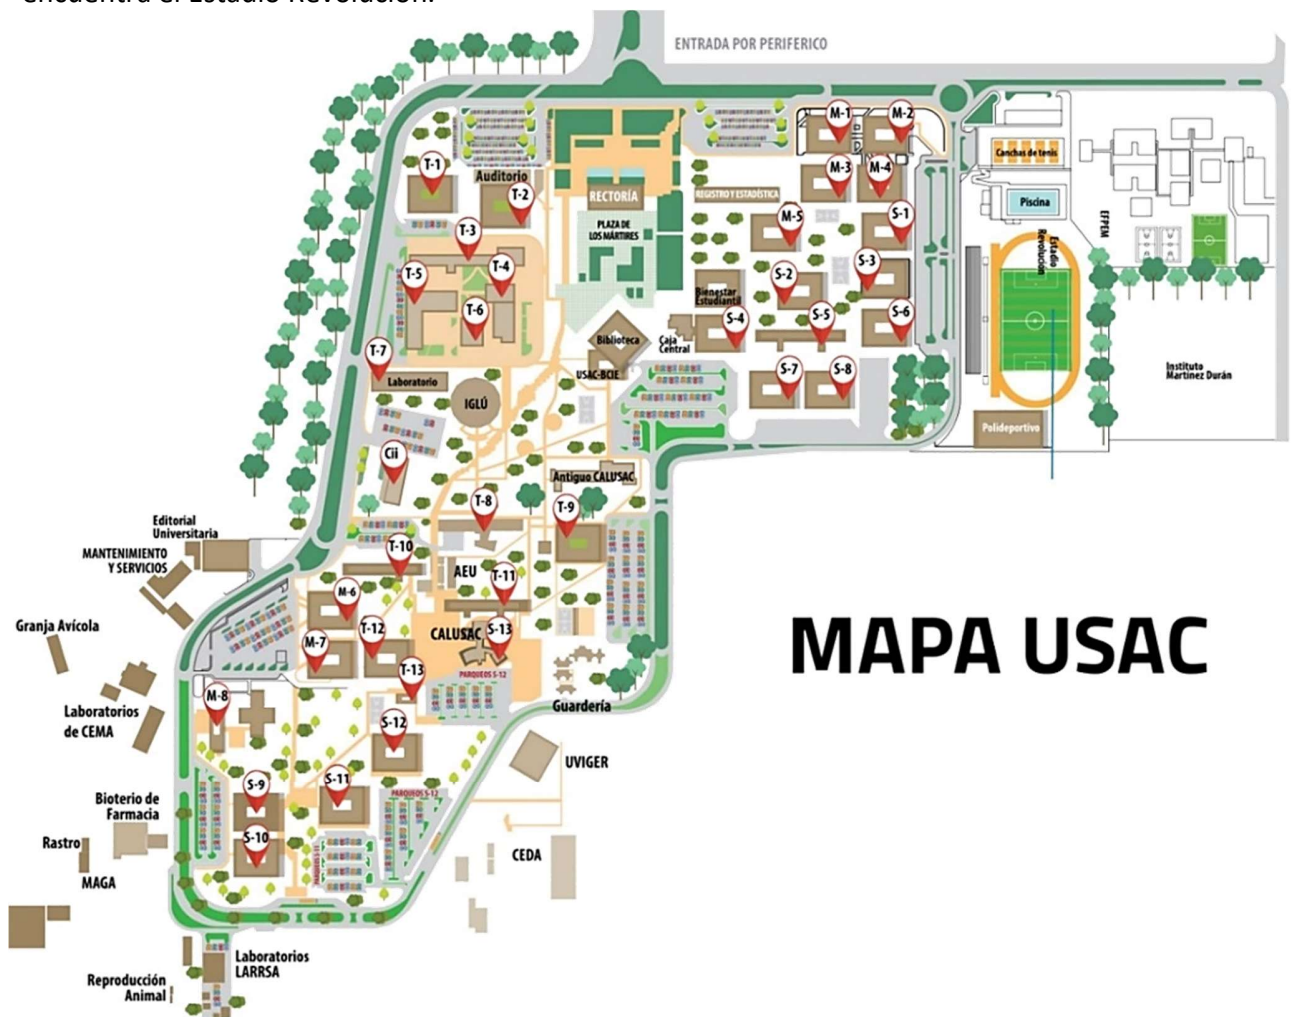 encuentra el Estadio Revolución.
ENTRADA POR PERIFERICO
M-1
M-2
Canchas de tenis
T-1
Auditorio
T-2
RECTORÍA
REGISTRO Y ESTADÍSTICA
M-3
M-4
Piscina
PLAZA DE
LOS MÁRTIRES
M-5
S-1
EFPEM
T-3
Estadio
Revolución
T-5
T-4
S-2
S-3
Bienestar
Estudiantil
T-6
S-4
S-5
S-6
Biblioteca
Caja
Central
T-7
Laboratorio
USAC-BCIE
S-7
S-8
Instituto
Martínez Durán
IGLÚ
Polideportivo
Cii
Antiguo CALUSAC
T-8
T-9
Editorial
Universitaria
MANTENIMIENTO
Y SERVICIOS
T-10
AEU
T-11
M-6
Granja Avícola
T-12
CALUSAC
S-13
MAPA USAC
M-7
T-13
PARQUEOS S-12
M-8
Laboratorios
de CEMA
Guardería
S-12
UVIGER
S-9
S-11
PARQUEOS S-12
Bioterio de
Farmacia
S-10
Rastro
PARQUEOS S-11
CEDA
MAGA
Laboratorios
LARRSA
Reproducción
Animal